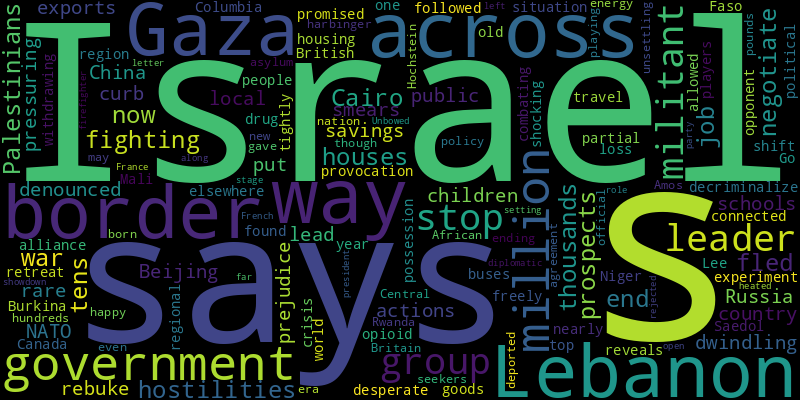 Israel
says
S
Gaza
across
border
way
million
Lebanon
government
militant
leader
group
stop
fighting
houses
Cairo
Palestinians
pressuring
exports
region
China
curb
now
Columbia
harbinger
housing
British
promised
asylum
people
local
drug
tightly
put
one
followed
situation
old
Hochstein
smears
savings
nation
Unbowed
though
policy
provocation
public
combating
shocking
playing
energy
unsettling
travel
partial
loss
Faso
players
allowed
job
opponent
pounds
negotiate
political
shift
Go
letter
withdrawing
firefighter
new
gave
may
France
along
Mali
stage
denounced
elsewhere
French
born
found
lead
year
African
children
setting
ending
diplomatic
agreement
thousands
prospects
official
role
party
Amos
decriminalize
schools
connected
experiment
end
fled
Niger
Lee
heated
Russia
country
Saedol
rejected
nearly
top
reveals
open
dwindling
war
tens
alliance
retreat
rare
showdown
Burkina
happy
hundreds
NATO
Canada
even
Beijing
regional
far
prejudice
crisis
world
president
possession
buses
Central
freely
actions
Rwanda
opioid
Britain
seekers
deported
goods
desperate
era
hostilities
rebuke
left